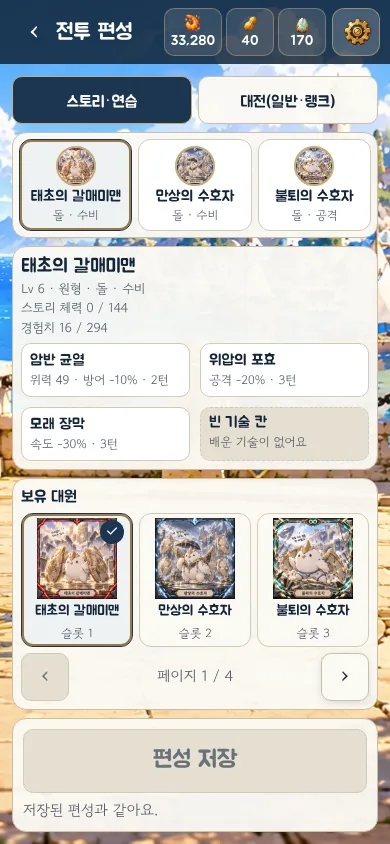 전투 편성
33,280
40
170
스토리·연습
대전(일반·랭크)
태초의 갈매미맨
돌 · 수비
만상의 수호자
돌 · 수비
불퇴의 수호자
돌 · 공격
태초의 갈매미맨
Lv 6 · 원형 · 돌 · 수비
스토리 체력 0 / 144
경험치 16 / 294
암반 균열
위력 49 · 방어 -10% · 2턴
위압의 포효
공격 -20% · 3턴
모래 장막
속도 -30% · 3턴
빈 기술 칸
배운 기술이 없어요
보유 대원
태초의 갈매미맨
슬롯 1
만상의 수호자
슬롯 2
불퇴의 수호자
슬롯 3
페이지 1 / 4
편성 저장
저장된 편성과 같아요.